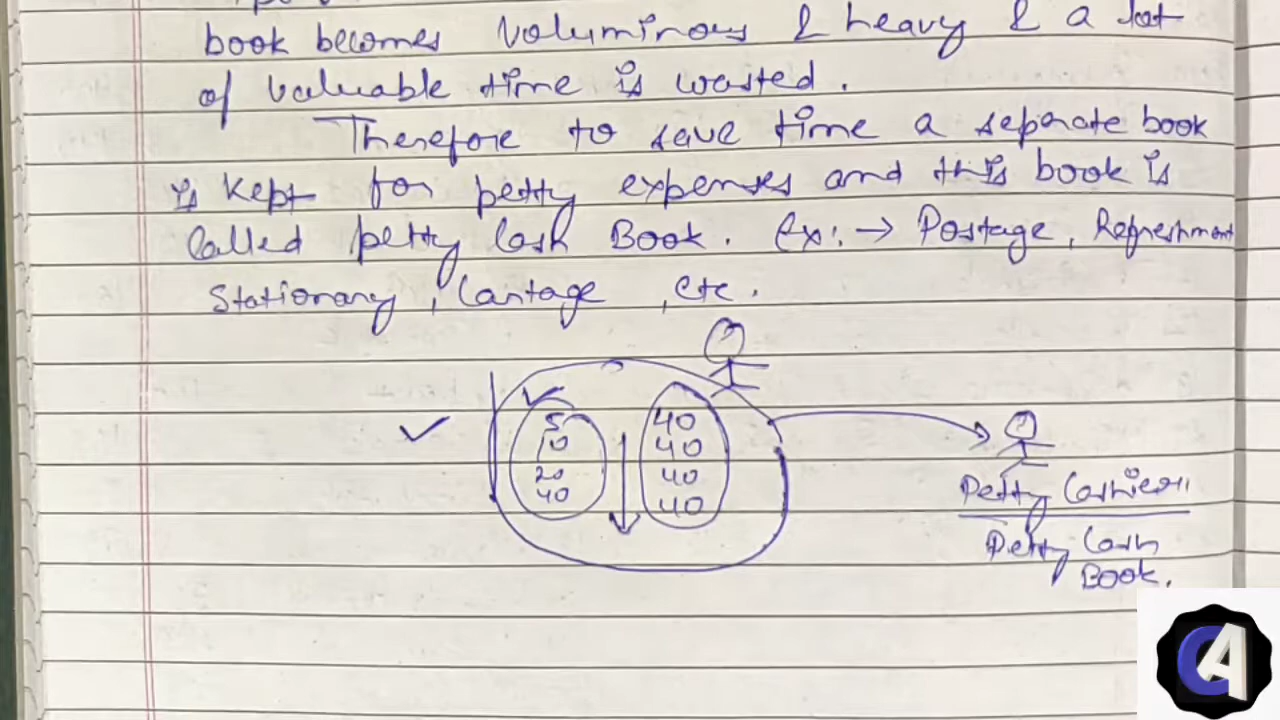 book becomes voluminous & heavy & a lot
of valuable time is wasted.
Therefore to save time a separate book
is kept for petty expenses and this book is
called petty Cash Book. Ex:→ Postage, Refreshment
Stationary, Cartage, etc.
5 40
10 40
20 40
40 40
Petty Cashier
Petty Cash
Book.
CA